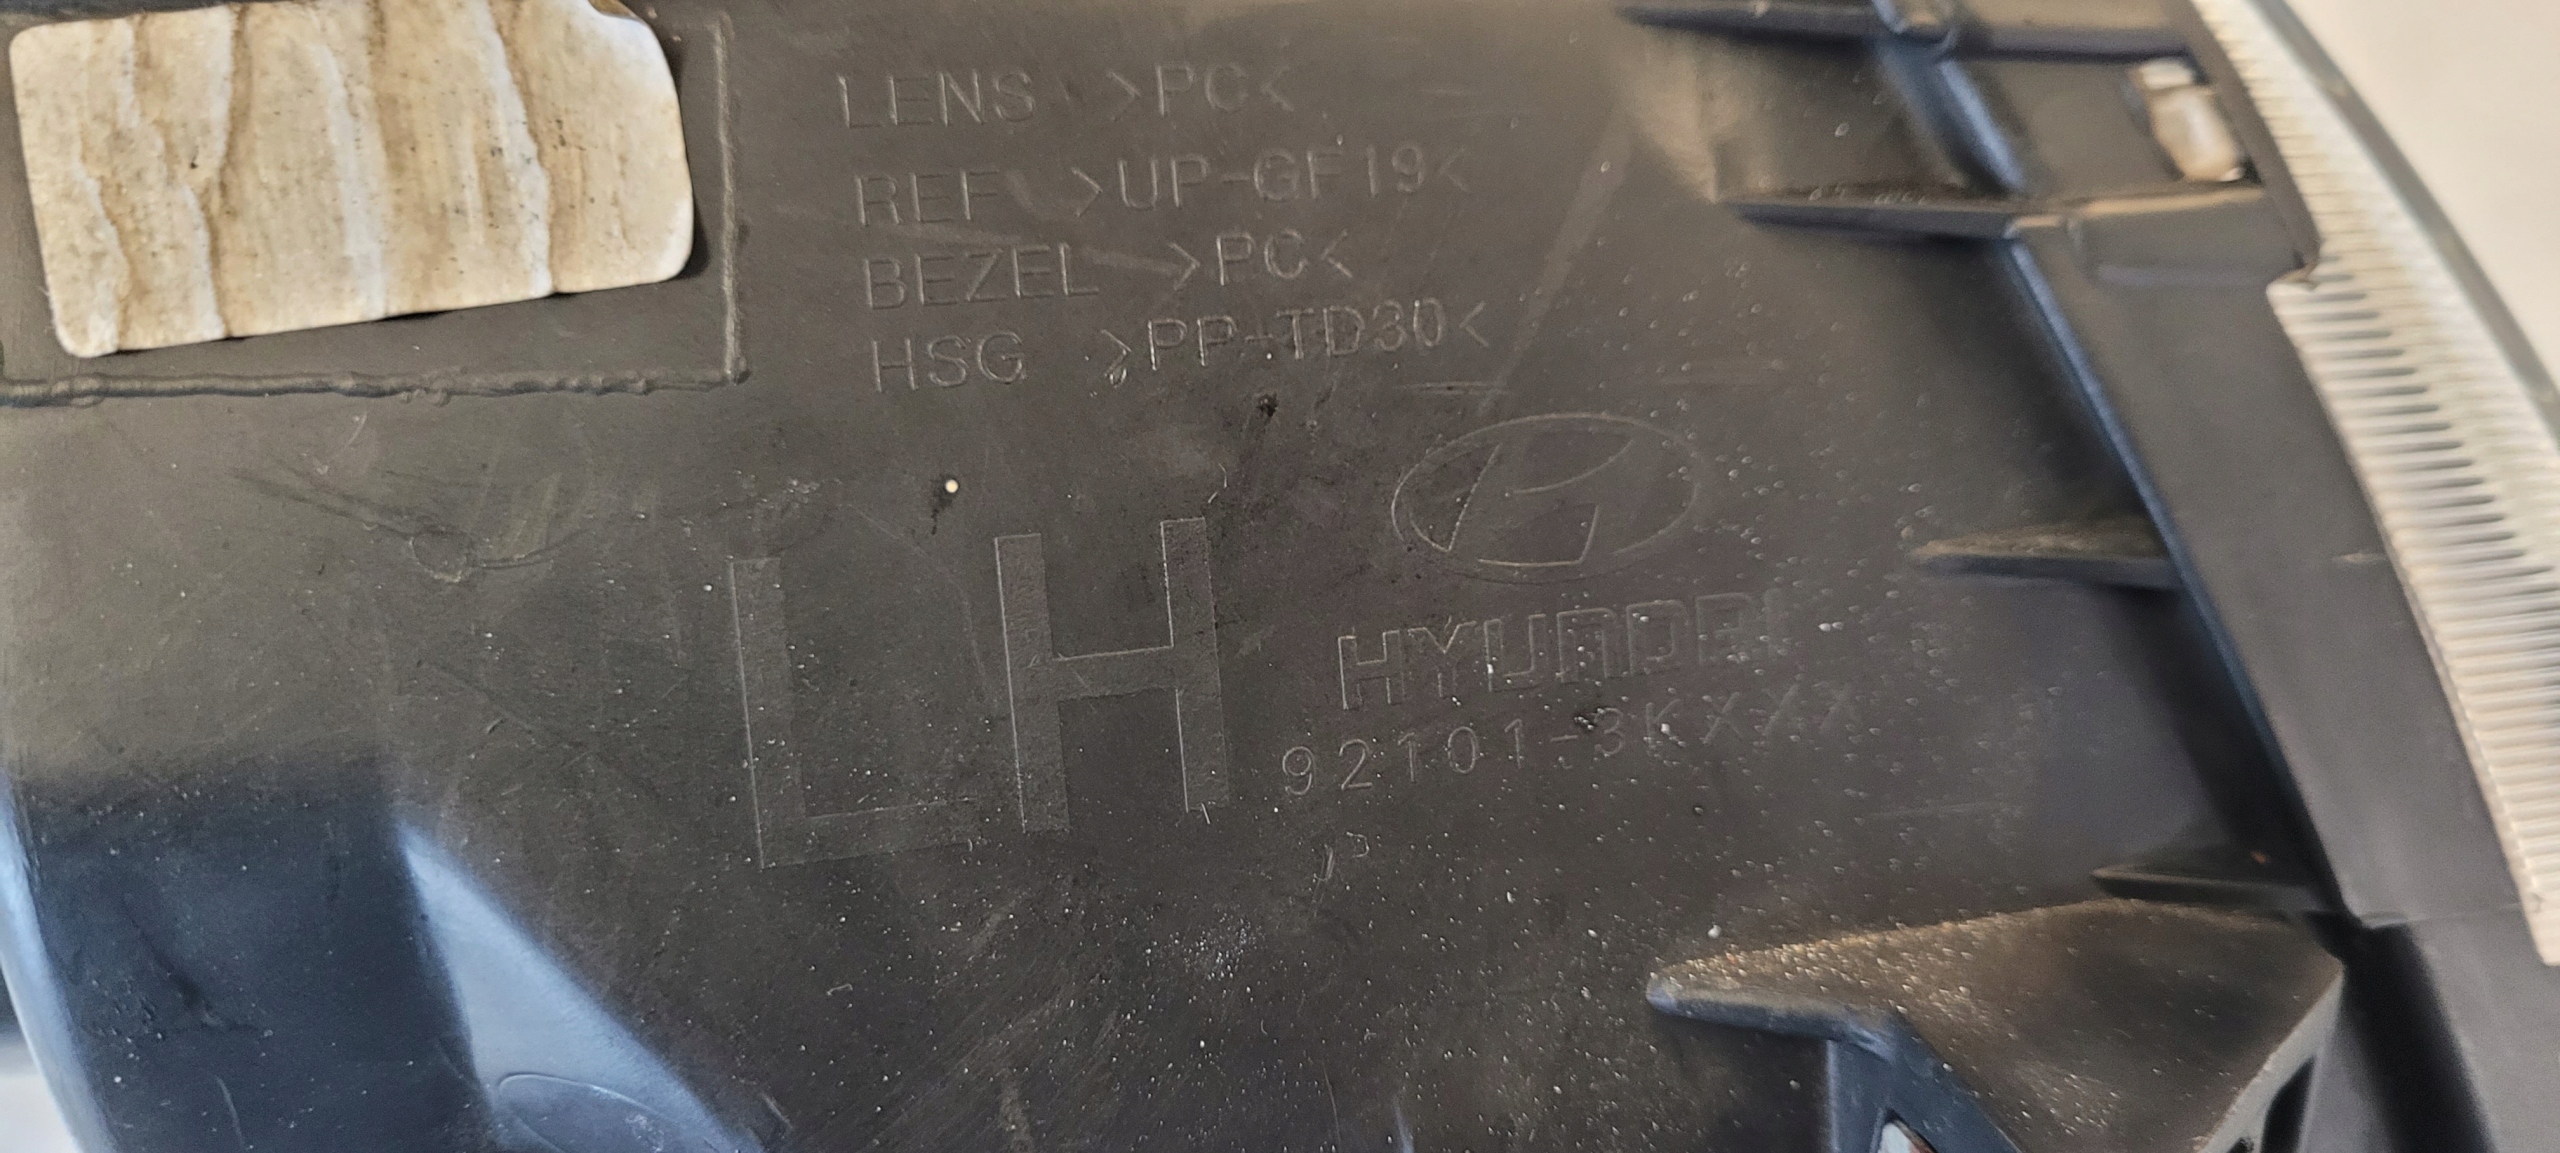 LENS >PC<
REF >UP-GF19<
BEZEL >PC<
HSG >PP-TD30<
LH
HYUNDAI
92101-3KXXX